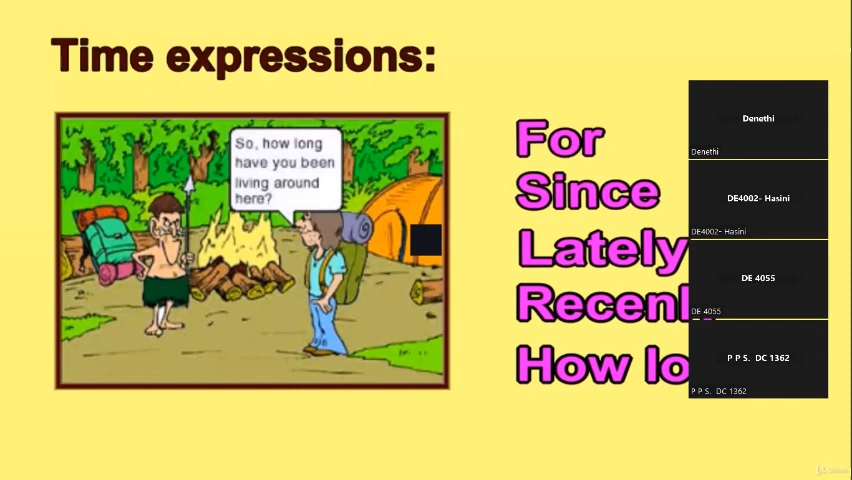 Time expressions:
So, how long
have you been
living around
here?
For
Since
Lately
How
Denethi
Denethi
DE4002- Hasini
DE4002- Hasini
DE 4055
DE 4055
P P S. DC 1362
P P S. DC 1362